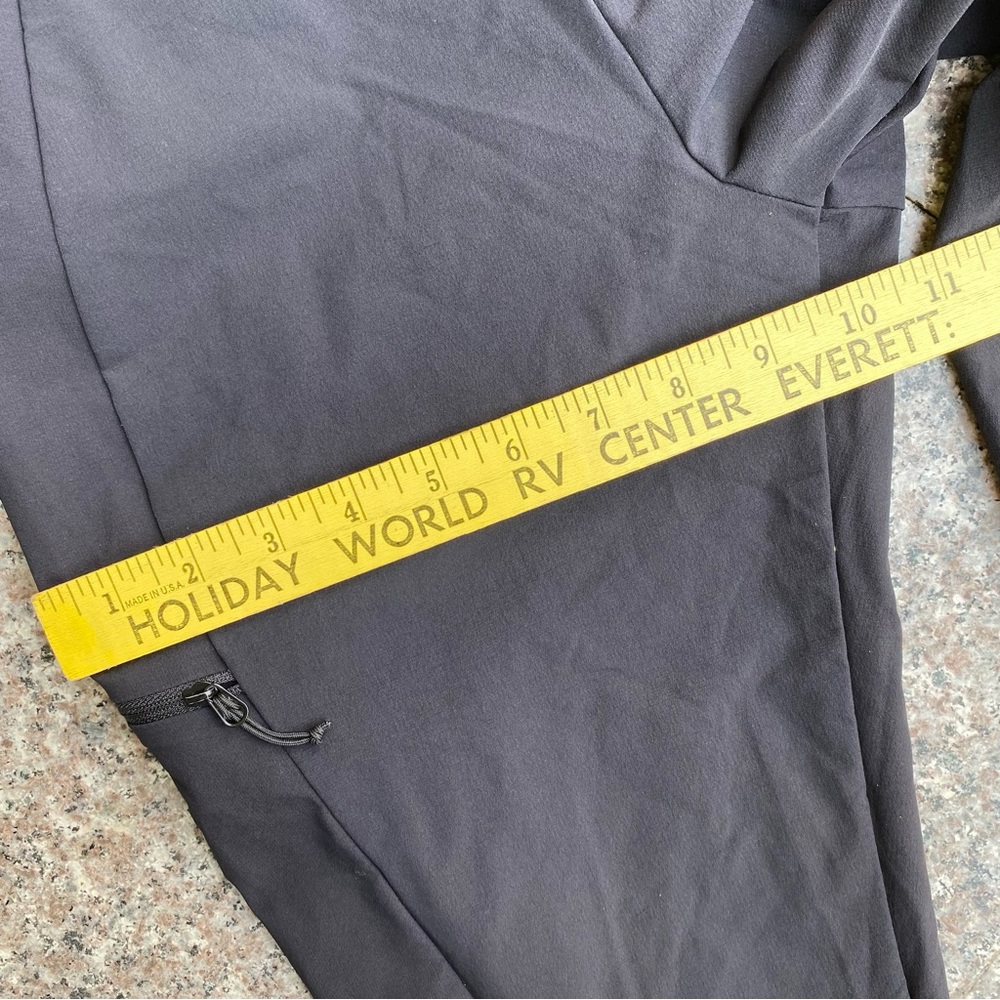 1 2 3 4 5 6 7 8 9 10 11
MADE IN U.S.A.
HOLIDAY WORLD RV CENTER EVERETT: